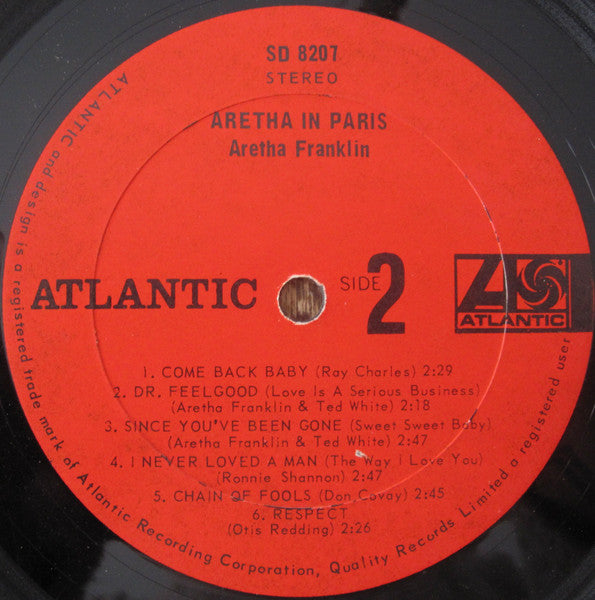 SD 8207
STEREO
ARETHA IN PARIS
Aretha Franklin
ATLANTIC
SIDE 2
ATLANTIC
1. COME BACK BABY (Ray Charles) 2:29
2. DR. FEELGOOD (Love Is A Serious Business)
(Aretha Franklin & Ted White) 2:18
3. SINCE YOU'VE BEEN GONE (Sweet Sweet Baby)
(Aretha Franklin & Ted White) 2:47
4. I NEVER LOVED A MAN (The Way I Love You)
(Ronnie Shannon) 2:47
5. CHAIN OF FOOLS (Don Covay) 2:45
6. RESPECT
(Otis Redding) 2:26
ATLANTIC and design is a registered trade mark of Atlantic Recording Corporation, Quality Records Limited a registered user